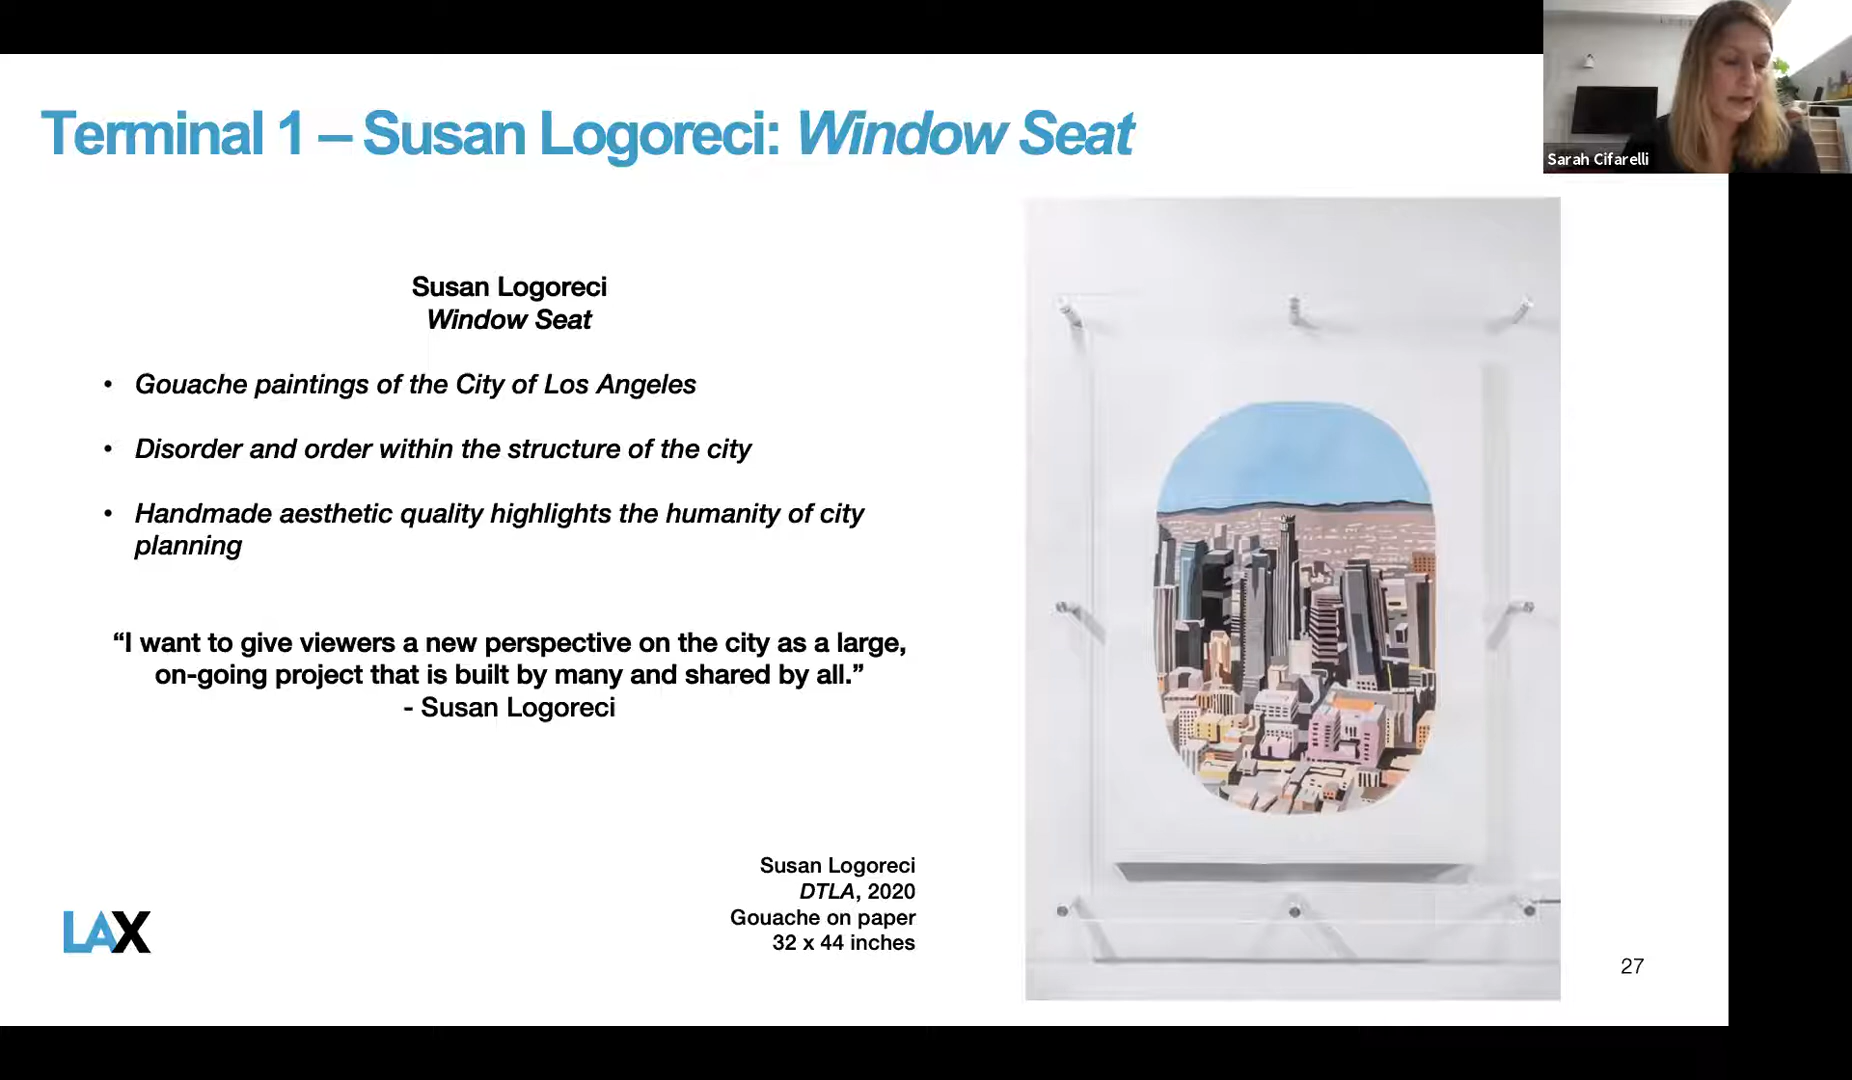 Terminal 1 – Susan Logoreci: Window Seat
Sarah Cifarelli
Susan Logoreci
Window Seat
• Gouache paintings of the City of Los Angeles
• Disorder and order within the structure of the city
• Handmade aesthetic quality highlights the humanity of city
planning
“I want to give viewers a new perspective on the city as a large,
on-going project that is built by many and shared by all.”
- Susan Logoreci
Susan Logoreci
DTLA, 2020
Gouache on paper
32 x 44 inches
LAX
27